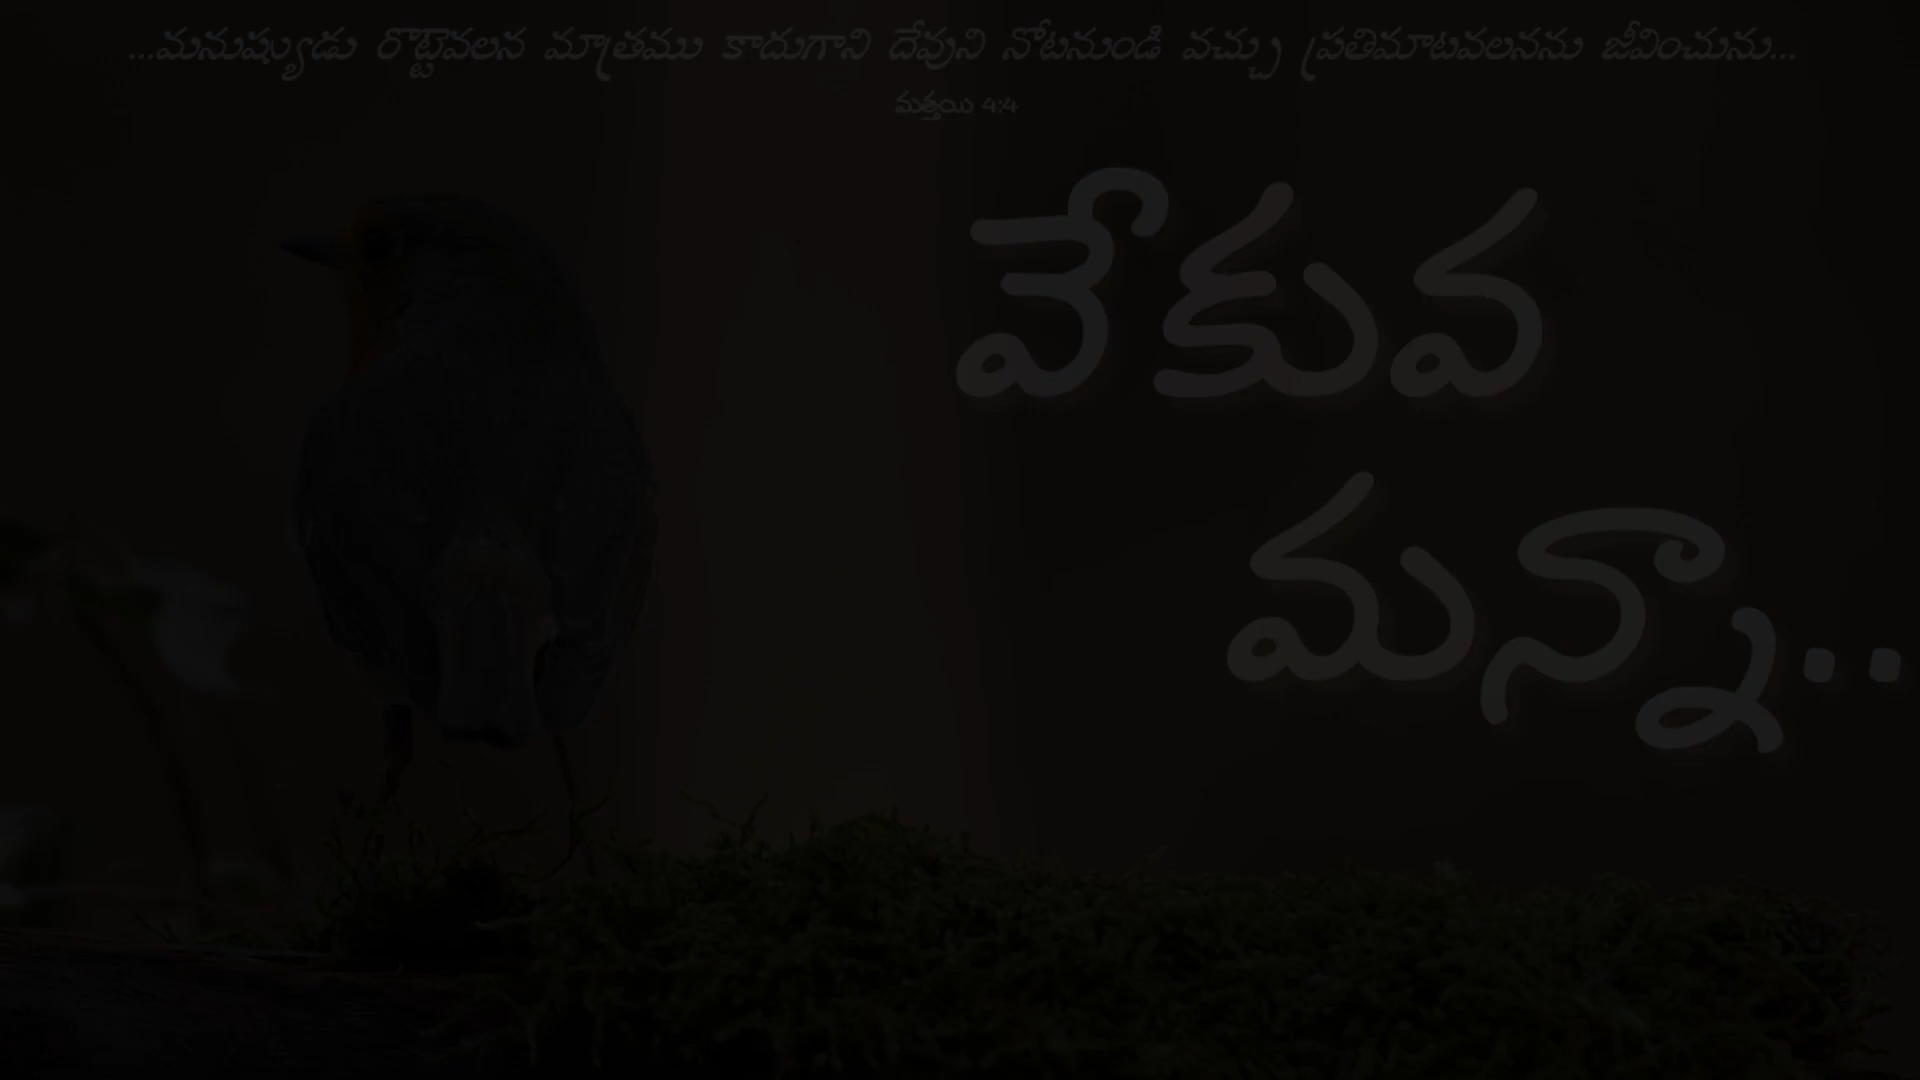 ...మనుష్యుడు రొట్టెవలన మాత్రము కాదుగాని దేవుని నోటనుండి వచ్చు ప్రతిమాటవలనను జీవించును...
మత్తయి 4:4
వేకువ
మన్నా..